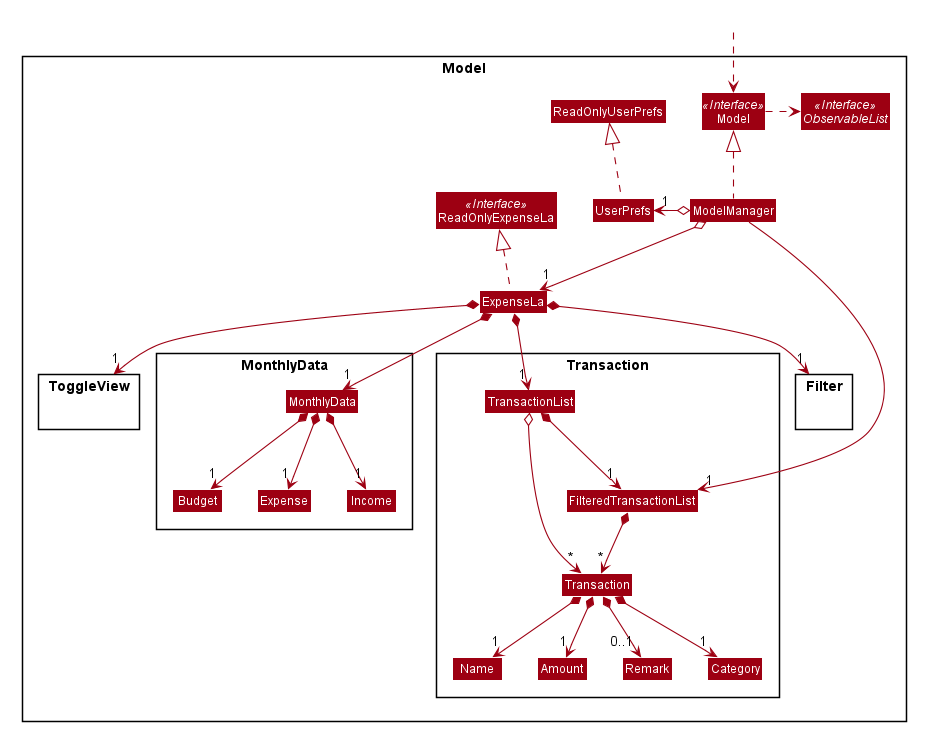 Model
«Interface»
Model
«Interface»
ObservableList
ReadOnlyUserPrefs
«Interface»
ReadOnlyExpenseLa
UserPrefs
1
ModelManager
1
ExpenseLa
1
ToggleView
MonthlyData
1
MonthlyData
1
Budget
1
Expense
1
Income
Transaction
1
TransactionList
1
Filter
1
1
FilteredTransactionList
*
*
Transaction
1
Name
1
Amount
0..1
Remark
1
Category